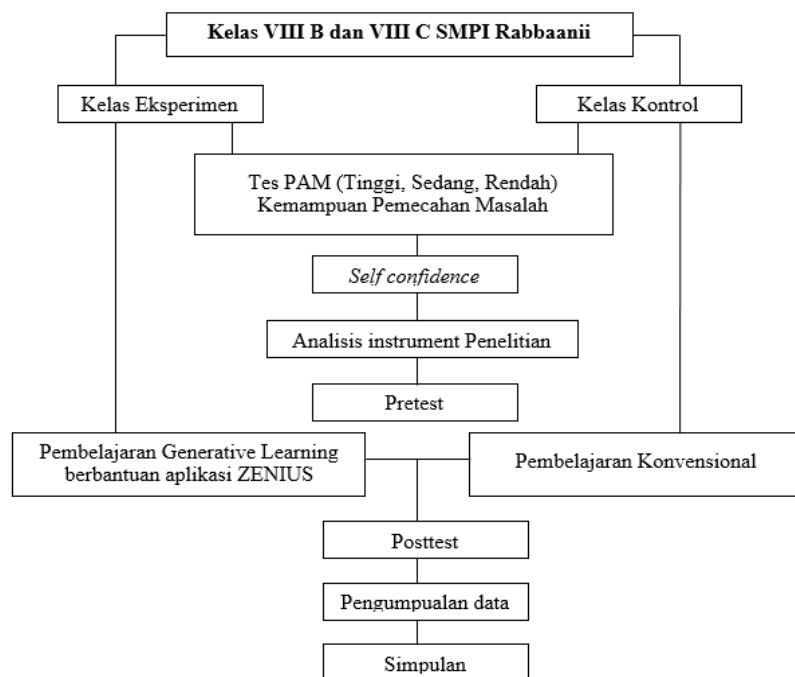 Kelas VIII B dan VIII C SMPI Rabbaanii
Kelas Eksperimen
Kelas Kontrol
Tes PAM (Tinggi, Sedang, Rendah)
Kemampuan Pemecahan Masalah
Self confidence
Analisis instrument Penelitian
Pretest
Pembelajaran Generative Learning
berbantuan aplikasi ZENIUS
Pembelajaran Konvensional
Posttest
Pengumpualan data
Simpulan